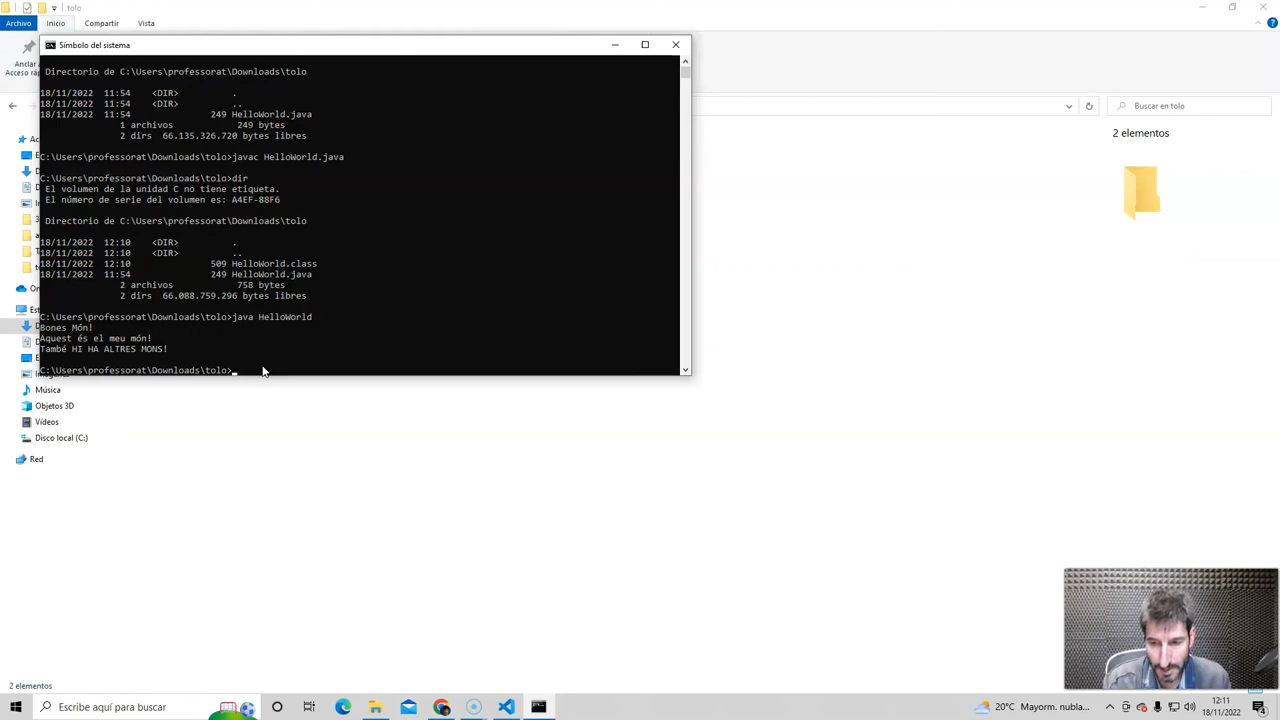 tolo
Archivo Inicio Compartir Vista
Anclar a
Acceso ráp
Símbolo del sistema
Directorio de C:\Users\professorat\Downloads\tolo
18/11/2022 11:54 <DIR> .
18/11/2022 11:54 <DIR> ..
18/11/2022 11:54 249 HelloWorld.java
1 archivos 249 bytes
2 dirs 66.135.326.720 bytes libres
C:\Users\professorat\Downloads\tolo>javac HelloWorld.java
C:\Users\professorat\Downloads\tolo>dir
El volumen de la unidad C no tiene etiqueta.
El número de serie del volumen es: A4EF-88F6
Directorio de C:\Users\professorat\Downloads\tolo
18/11/2022 12:10 <DIR> .
18/11/2022 12:10 <DIR> ..
18/11/2022 12:10 509 HelloWorld.class
18/11/2022 11:54 249 HelloWorld.java
2 archivos 758 bytes
2 dirs 66.088.759.296 bytes libres
C:\Users\professorat\Downloads\tolo>java HelloWorld
Bones Món!
Aquest és el meu món!
També HI HA ALTRES MONS!
C:\Users\professorat\Downloads\tolo>
Buscar en tolo
2 elementos
Música
Objetos 3D
Vídeos
Disco local (C:)
Red
2 elementos
Escribe aquí para buscar
20°C Mayorm. nubla...
12:11
18/11/2022
4